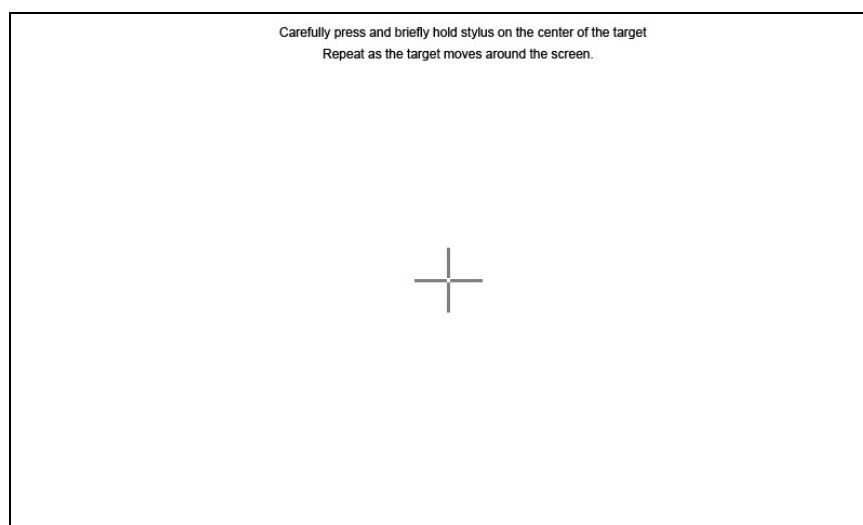 Carefully press and briefly hold stylus on the center of the target
Repeat as the target moves around the screen.